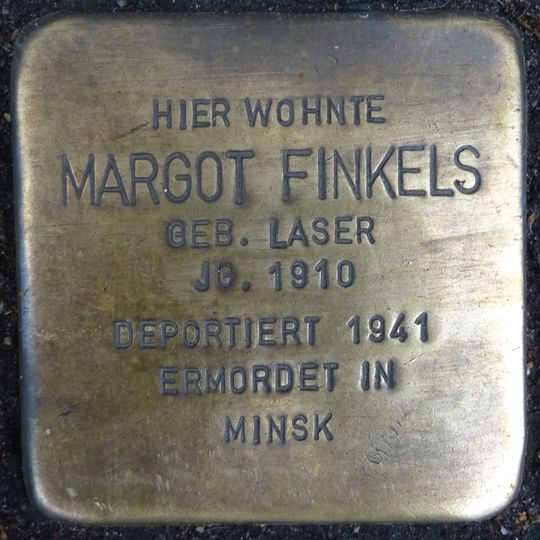 HIER WOHNTE
MARGOT FINKELS
GEB. LASER
JG. 1910
DEPORTIERT 1941
ERMORDET IN
MINSK